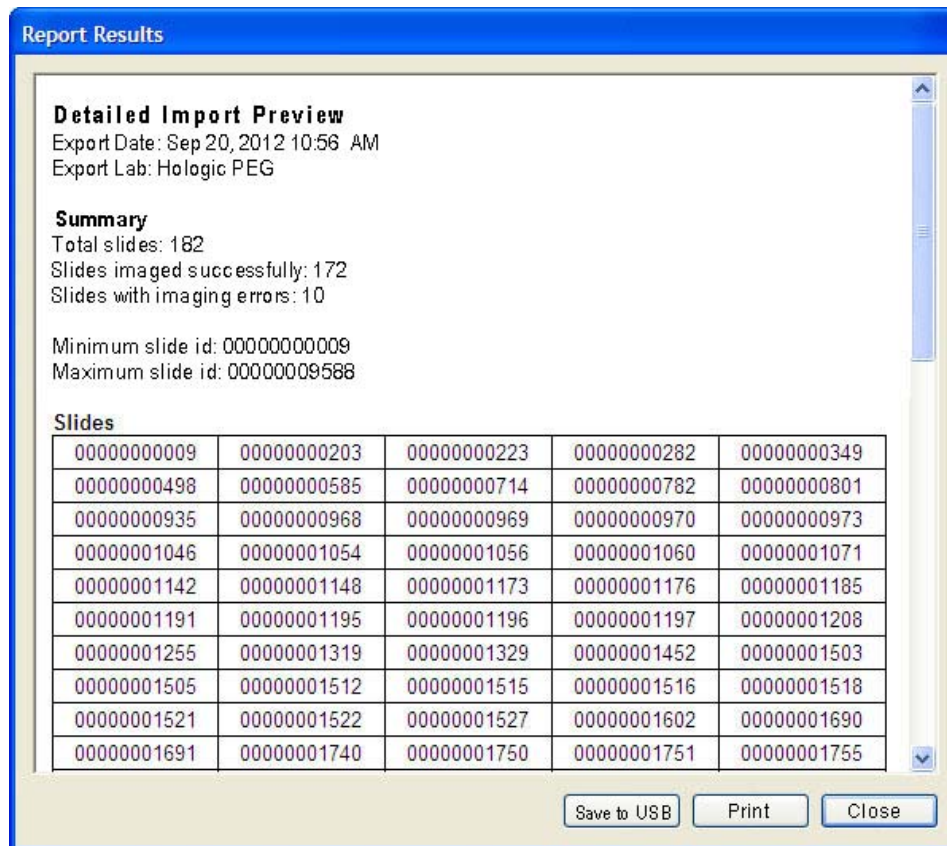 Report Results
Detailed Import Preview
Export Date: Sep 20, 2012 10:56 AM
Export Lab: Hologic PEG
Summary
Total slides: 182
Slides imaged successfully: 172
Slides with imaging errors: 10
Minimum slide id: 00000000009
Maximum slide id: 00000009588
Slides
00000000009 00000000203 00000000223 00000000282 00000000349
00000000498 00000000585 00000000714 00000000782 00000000801
00000000935 00000000968 00000000969 00000000970 00000000973
00000001046 00000001054 00000001056 00000001060 00000001071
00000001142 00000001148 00000001173 00000001176 00000001185
00000001191 00000001195 00000001196 00000001197 00000001208
00000001255 00000001319 00000001329 00000001452 00000001503
00000001505 00000001512 00000001515 00000001516 00000001518
00000001521 00000001522 00000001527 00000001602 00000001690
00000001691 00000001740 00000001750 00000001751 00000001755
Save to USB Print Close